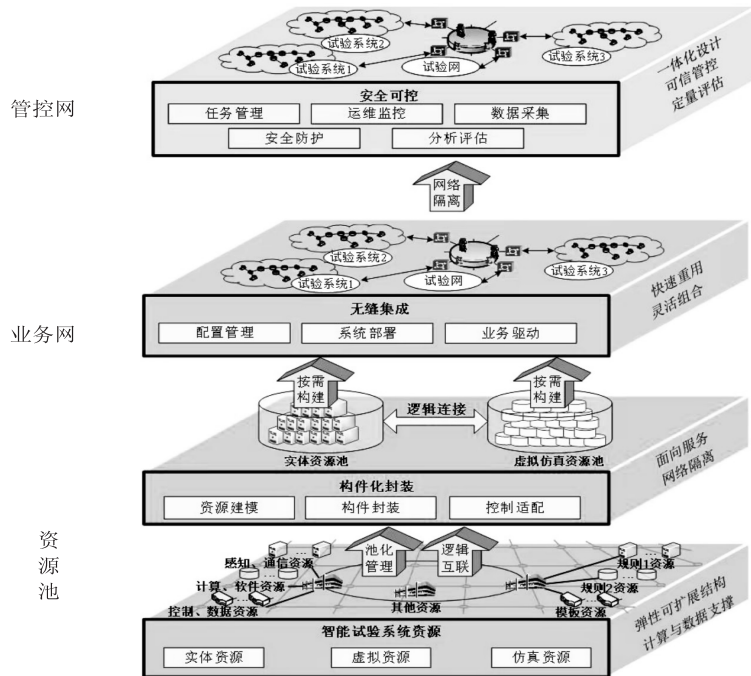 试验系统2
试验系统1
试验网
试验系统3
一体化设计
可信管控
定量评估
管控网
安全可控
任务管理
运维监控
数据采集
安全防护
分析评估
网络
隔离
试验系统2
试验系统1
试验网
试验系统3
快速重用
灵活组合
业务网
无缝集成
配置管理
系统部署
业务驱动
按需
构建
按需
构建
逻辑连接
实体资源池
虚拟仿真资源池
面向服务
网络隔离
构件化封装
资源建模
构件封装
控制适配
资
源
池
池化
管理
逻辑
互联
感知、通信资源
规则1资源
计算、软件资源
规则2资源
控制、数据资源
其他资源
模板资源
弹性可扩展结构
计算与数据支撑
智能试验系统资源
实体资源
虚拟资源
仿真资源